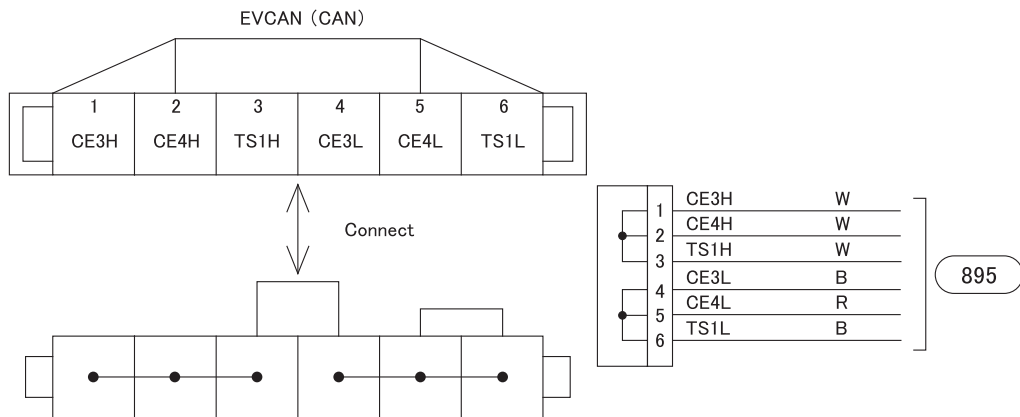 EVCAN (CAN)
1 2 3 4 5 6
CE3H CE4H TS1H CE3L CE4L TS1L
Connect
1 CE3H W
2 CE4H W
3 TS1H W
4 CE3L B
5 CE4L R
6 TS1L B
895